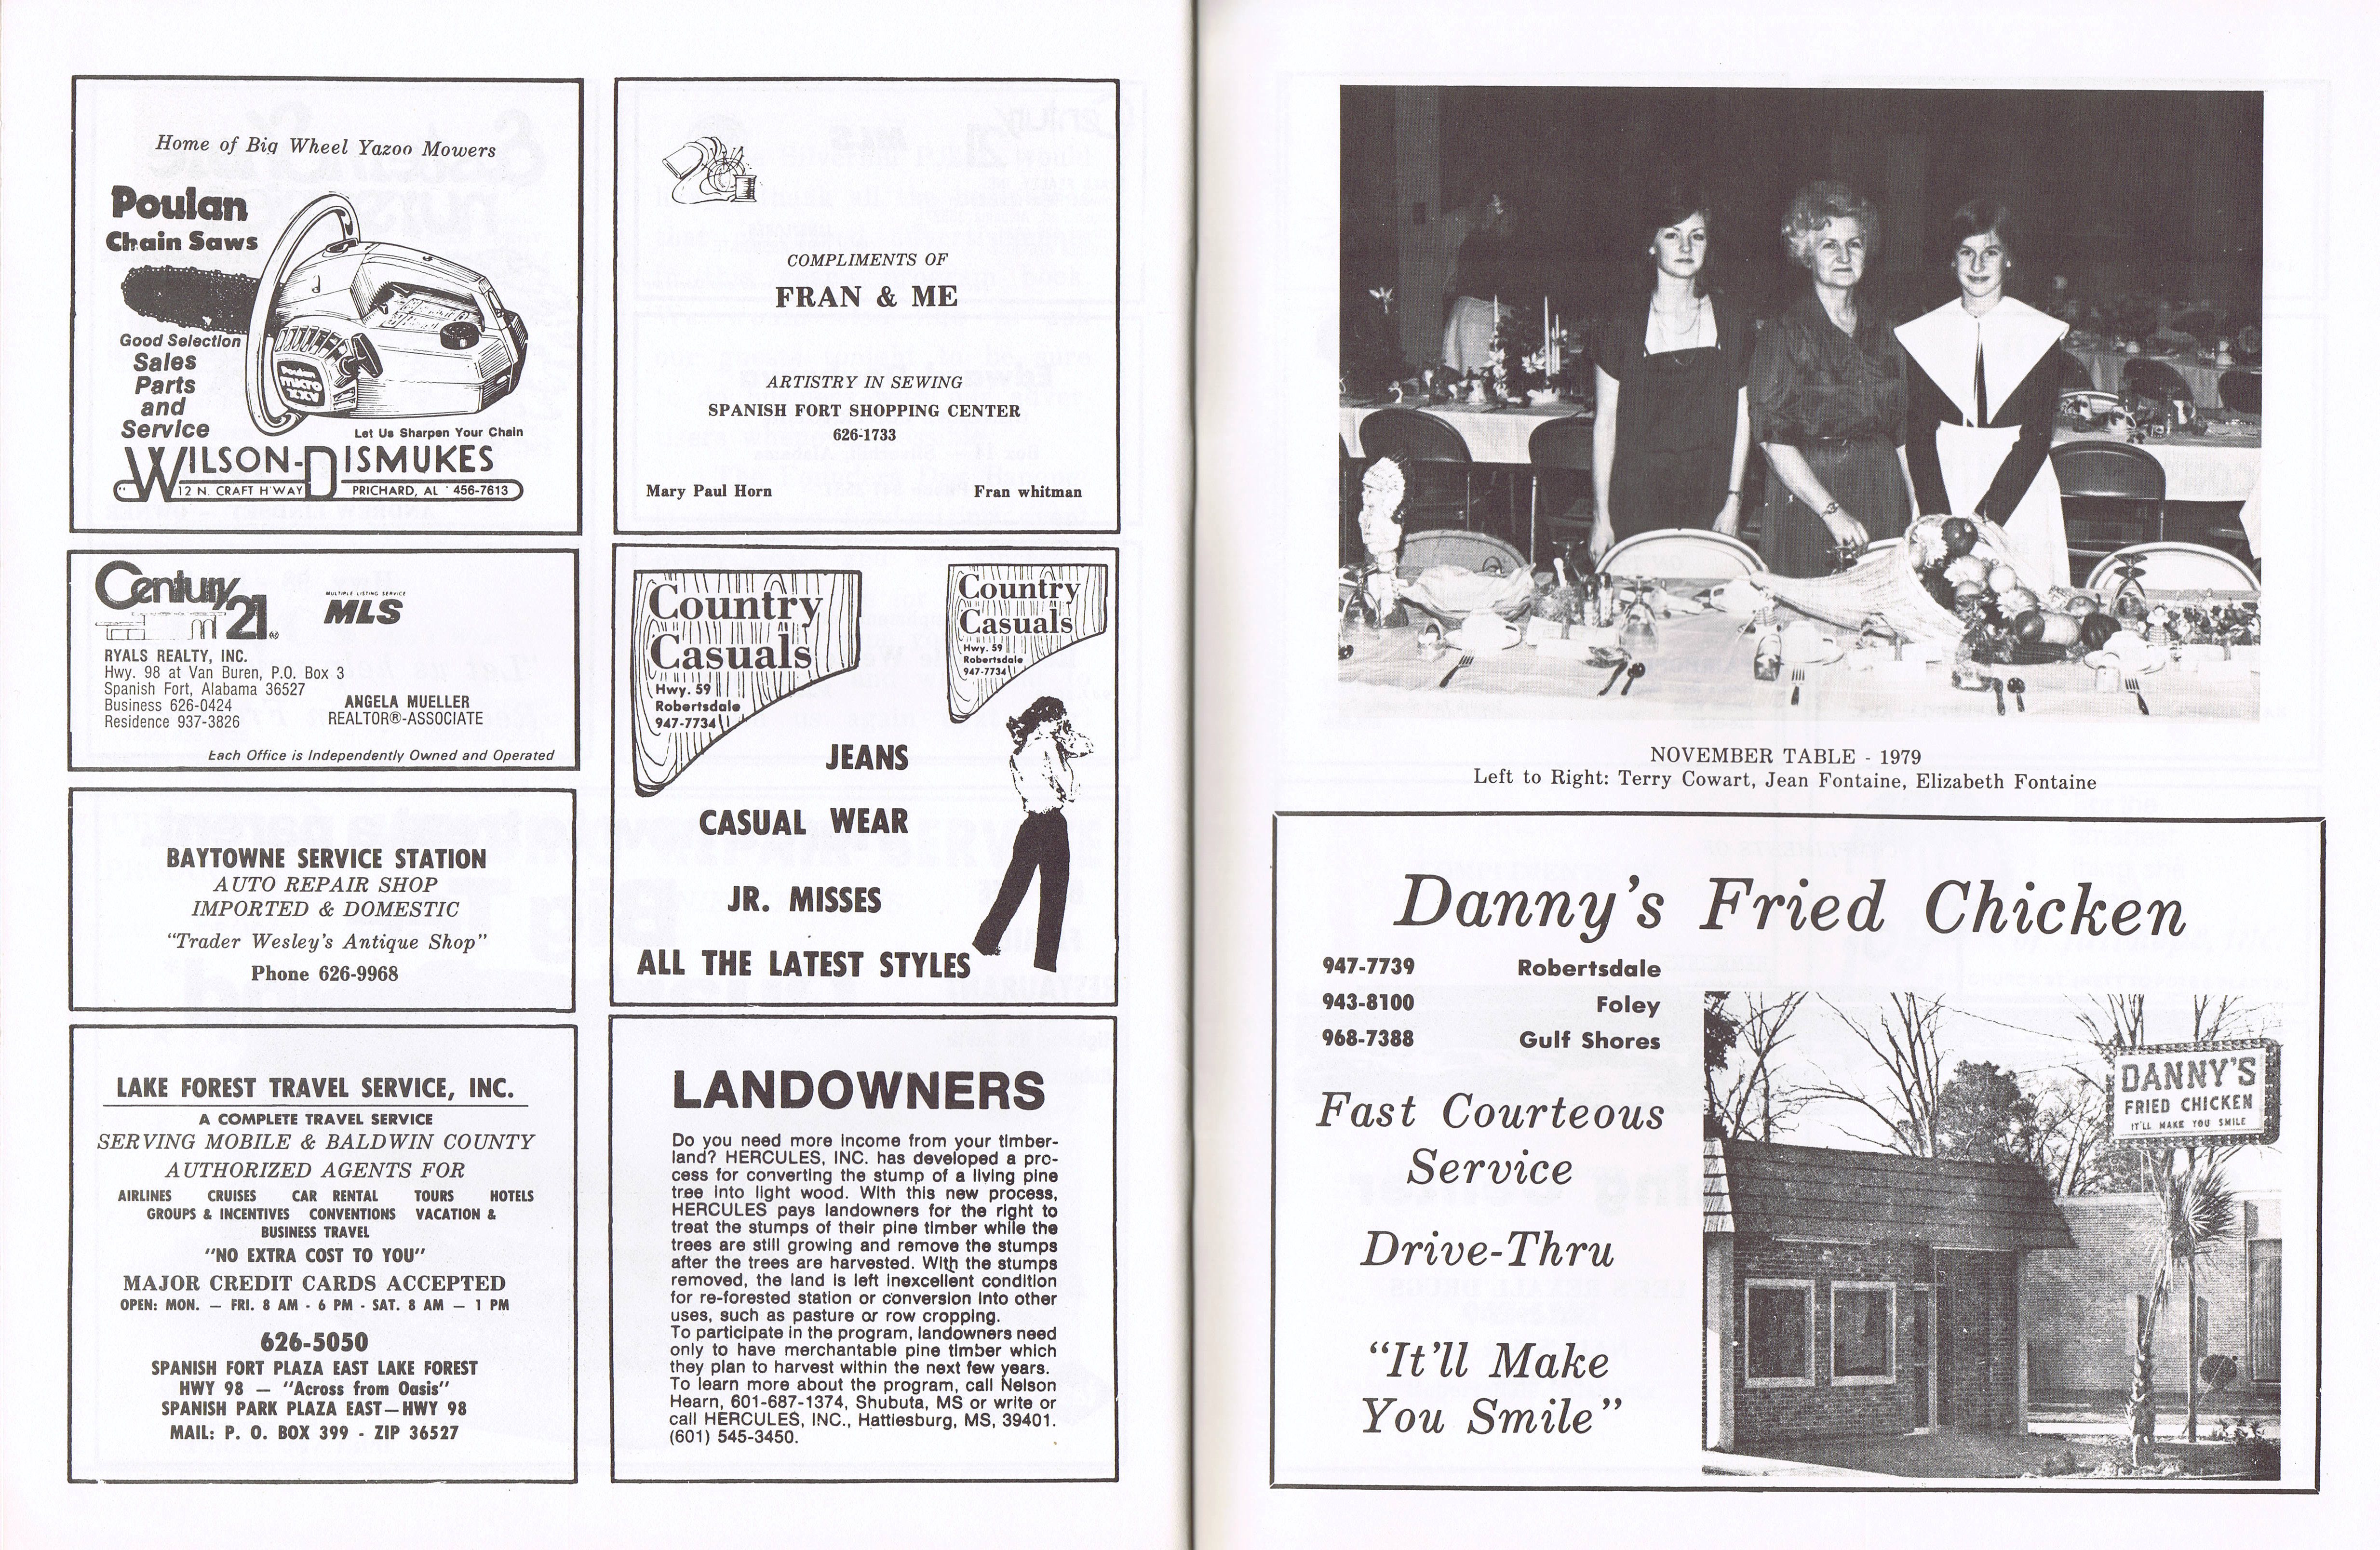 Home of Big Wheel Yazoo Mowers
Poulan
Chain Saws
Good Selection
Sales
Parts
and
Service
Poulan
micro
XXV
Let Us Sharpen Your Chain
WILSON-DISMUKES
12 N. CRAFT H'WAY PRICHARD, AL 456-7613
Century 21®
MULTIPLE LISTING SERVICE
MLS
RYALS REALTY, INC.
Hwy. 98 at Van Buren, P.O. Box 3
Spanish Fort, Alabama 36527
Business 626-0424
Residence 937-3826
ANGELA MUELLER
REALTOR®-ASSOCIATE
Each Office is Independently Owned and Operated
BAYTOWNE SERVICE STATION
AUTO REPAIR SHOP
IMPORTED & DOMESTIC
"Trader Wesley's Antique Shop"
Phone 626-9968
LAKE FOREST TRAVEL SERVICE, INC.
A COMPLETE TRAVEL SERVICE
SERVING MOBILE & BALDWIN COUNTY
AUTHORIZED AGENTS FOR
AIRLINES CRUISES CAR RENTAL TOURS HOTELS
GROUPS & INCENTIVES CONVENTIONS VACATION &
BUSINESS TRAVEL
"NO EXTRA COST TO YOU"
MAJOR CREDIT CARDS ACCEPTED
OPEN: MON. — FRI. 8 AM - 6 PM - SAT. 8 AM — 1 PM
626-5050
SPANISH FORT PLAZA EAST LAKE FOREST
HWY 98 — "Across from Oasis"
SPANISH PARK PLAZA EAST—HWY 98
MAIL: P. O. BOX 399 - ZIP 36527
COMPLIMENTS OF
FRAN & ME
ARTISTRY IN SEWING
SPANISH FORT SHOPPING CENTER
626-1733
Mary Paul Horn Fran whitman
Country
Casuals
Hwy. 59
Robertsdale
947-7734
Country
Casuals
Hwy. 59
Robertsdale
947-7734
JEANS
CASUAL WEAR
JR. MISSES
ALL THE LATEST STYLES
LANDOWNERS
Do you need more income from your timber-
land? HERCULES, INC. has developed a pro-
cess for converting the stump of a living pine
tree into light wood. With this new process,
HERCULES pays landowners for the right to
treat the stumps of their pine timber while the
trees are still growing and remove the stumps
after the trees are harvested. With the stumps
removed, the land is left inexcellent condition
for re-forested station or conversion into other
uses, such as pasture or row cropping.
To participate in the program, landowners need
only to have merchantable pine timber which
they plan to harvest within the next few years.
To learn more about the program, call Nelson
Hearn, 601-687-1374, Shubuta, MS or write or
call HERCULES, INC., Hattiesburg, MS, 39401.
(601) 545-3450.
NOVEMBER TABLE - 1979
Left to Right: Terry Cowart, Jean Fontaine, Elizabeth Fontaine
Danny's Fried Chicken
947-7739 Robertsdale
943-8100 Foley
968-7388 Gulf Shores
Fast Courteous
Service
Drive-Thru
"It'll Make
You Smile"
DANNY'S
FRIED CHICKEN
IT'LL MAKE YOU SMILE